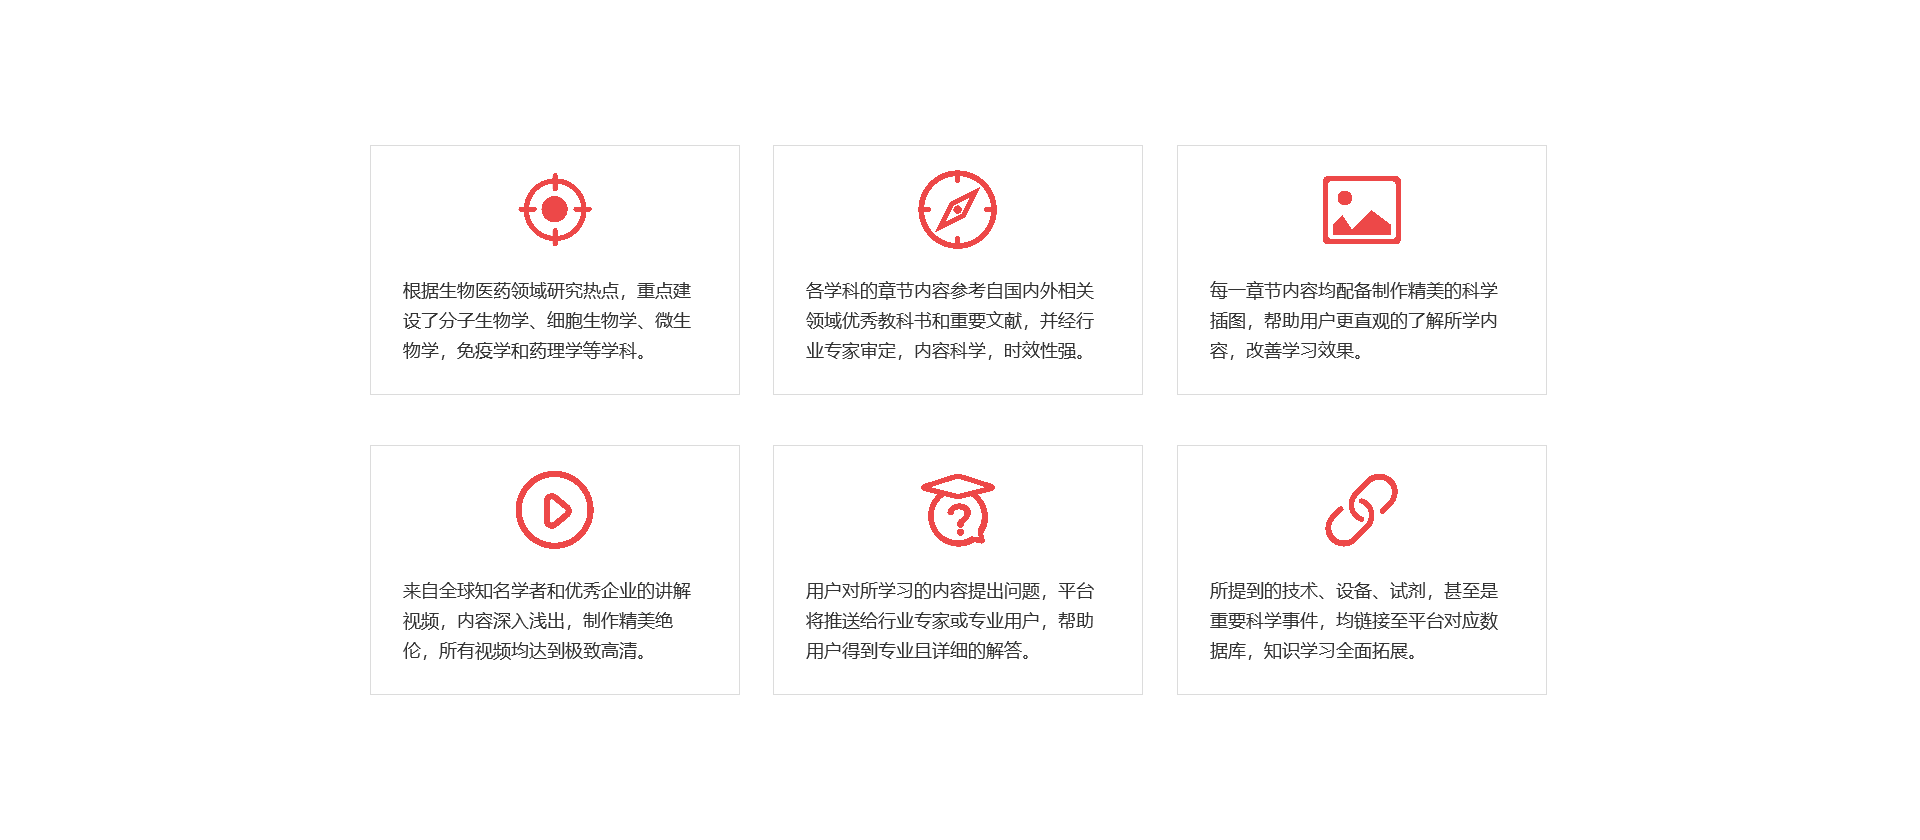 根据生物医药领域研究热点，重点建
设了分子生物学、细胞生物学、微生
物学，免疫学和药理学等学科。
各学科的章节内容参考自国内外相关
领域优秀教科书和重要文献，并经行
业专家审定，内容科学，时效性强。
每一章节内容均配备制作精美的科学
插图，帮助用户更直观的了解所学内
容，改善学习效果。
来自全球知名学者和优秀企业的讲解
视频，内容深入浅出，制作精美绝
伦，所有视频均达到极致高清。
用户对所学习的内容提出问题，平台
将推送给行业专家或专业用户，帮助
用户得到专业且详细的解答。
所提到的技术、设备、试剂，甚至是
重要科学事件，均链接至平台对应数
据库，知识学习全面拓展。